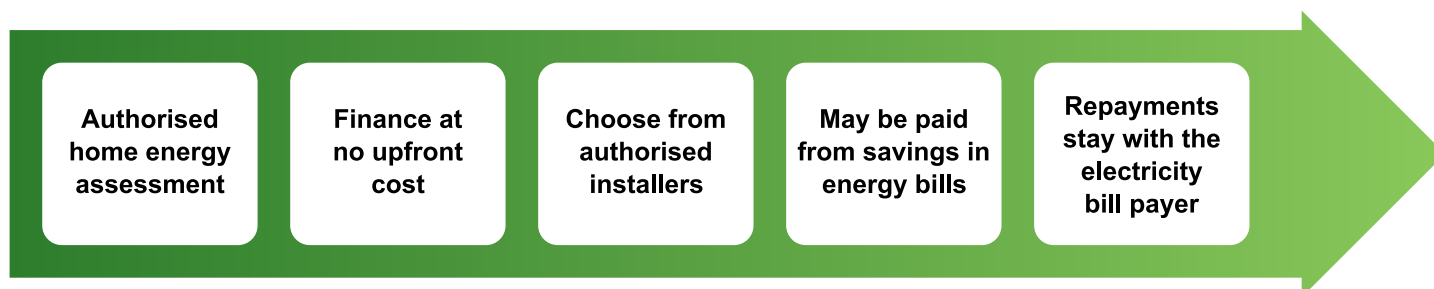 Authorised
home energy
assessment
Finance at
no upfront
cost
Choose from
authorised
installers
May be paid
from savings in
energy bills
Repayments
stay with the
electricity
bill payer